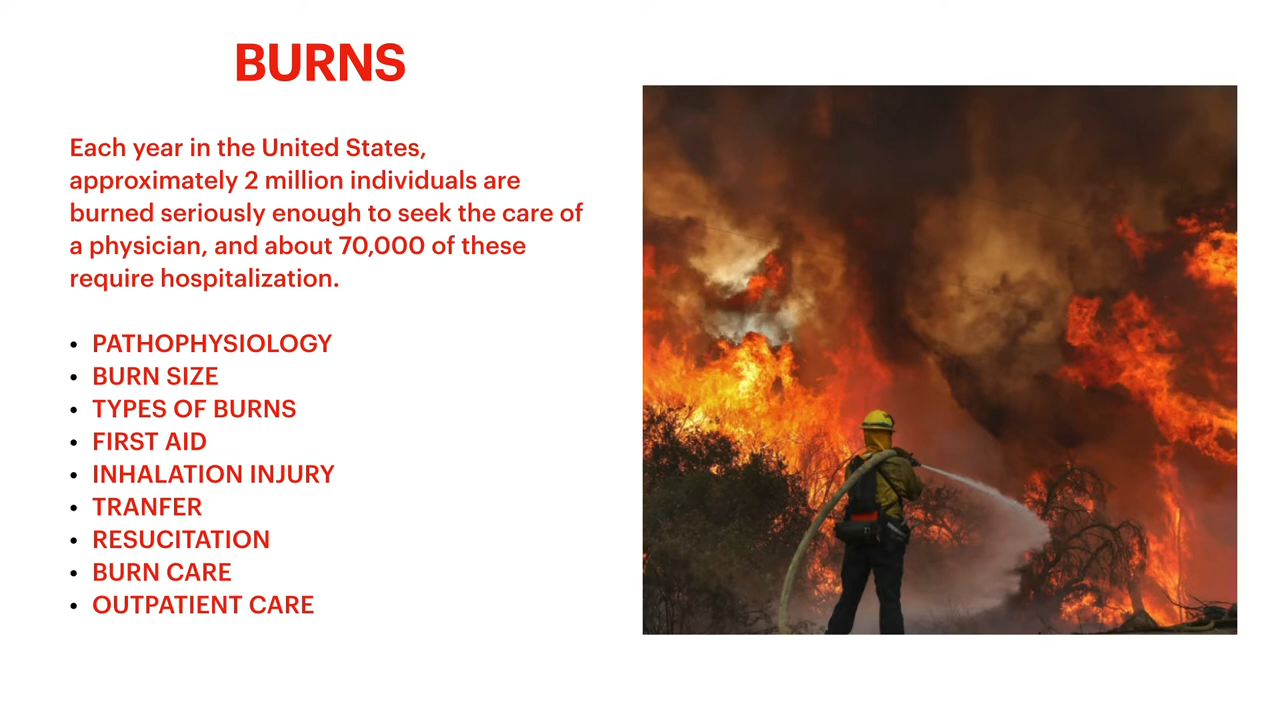 BURNS
Each year in the United States,
approximately 2 million individuals are
burned seriously enough to seek the care of
a physician, and about 70,000 of these
require hospitalization.
• PATHOPHYSIOLOGY
• BURN SIZE
• TYPES OF BURNS
• FIRST AID
• INHALATION INJURY
• TRANFER
• RESUCITATION
• BURN CARE
• OUTPATIENT CARE